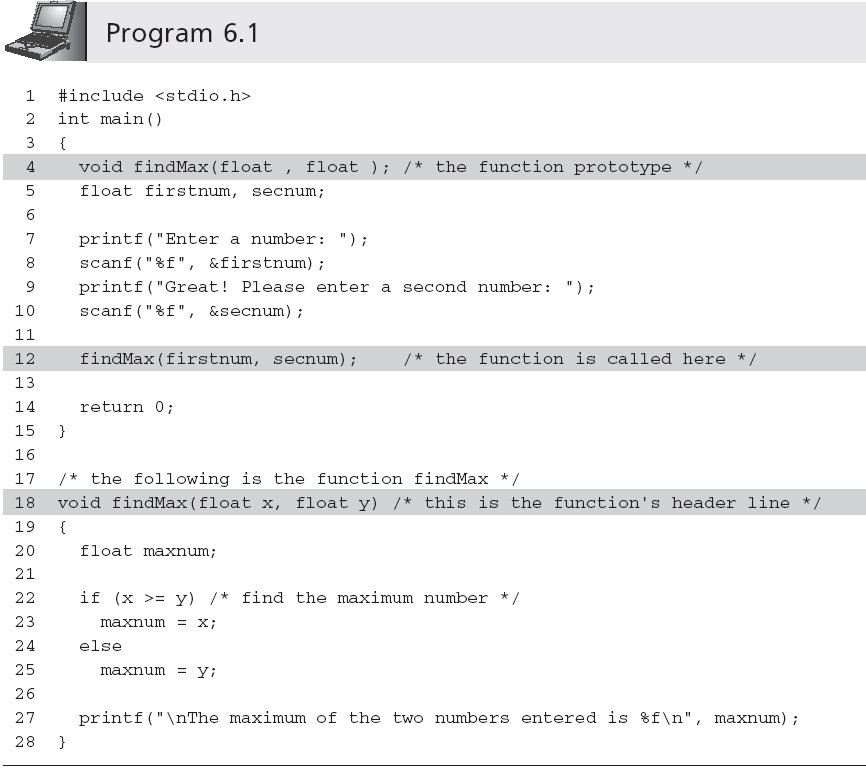 Program 6.1
1 #include <stdio.h>
2 int main()
3 {
4   void findMax(float , float ); /* the function prototype */
5   float firstnum, secnum;
6
7   printf("Enter a number: ");
8   scanf("%f", &firstnum);
9   printf("Great! Please enter a second number: ");
10   scanf("%f", &secnum);
11
12   findMax(firstnum, secnum);    /* the function is called here */
13
14   return 0;
15 }
16
17 /* the following is the function findMax */
18 void findMax(float x, float y) /* this is the function's header line */
19 {
20   float maxnum;
21
22   if (x >= y) /* find the maximum number */
23     maxnum = x;
24   else
25     maxnum = y;
26
27   printf("\nThe maximum of the two numbers entered is %f\n", maxnum);
28 }